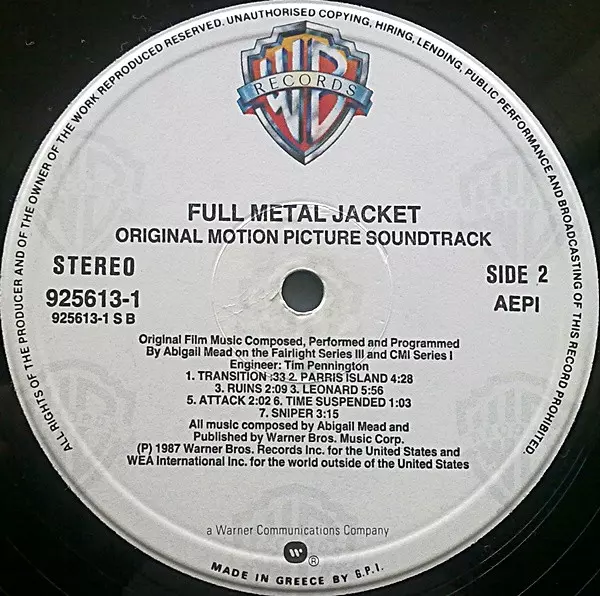 ALL RIGHTS OF THE PRODUCER AND OF THE OWNER OF THE WORK REPRODUCED RESERVED. UNAUTHORISED COPYING, HIRING, LENDING, PUBLIC PERFORMANCE AND BROADCASTING OF THIS RECORD PROHIBITED.
WB
RECORDS
FULL METAL JACKET
ORIGINAL MOTION PICTURE SOUNDTRACK
STEREO
925613-1
925613-1 S B
SIDE 2
AEPI
Original Film Music Composed, Performed and Programmed
By Abigail Mead on the Fairlight Series III and CMI Series I
Engineer: Tim Pennington
1. TRANSITION :33 2. PARRIS ISLAND 4:28
3. RUINS 2:09 3. LEONARD 5:56
5. ATTACK 2:02 6. TIME SUSPENDED 1:03
7. SNIPER 3:15
All music composed by Abigail Mead and
Published by Warner Bros. Music Corp.
(P) 1987 Warner Bros. Records Inc. for the United States and
WEA International Inc. for the world outside of the United States
a Warner Communications Company
®
MADE IN GREECE BY G.P.I.